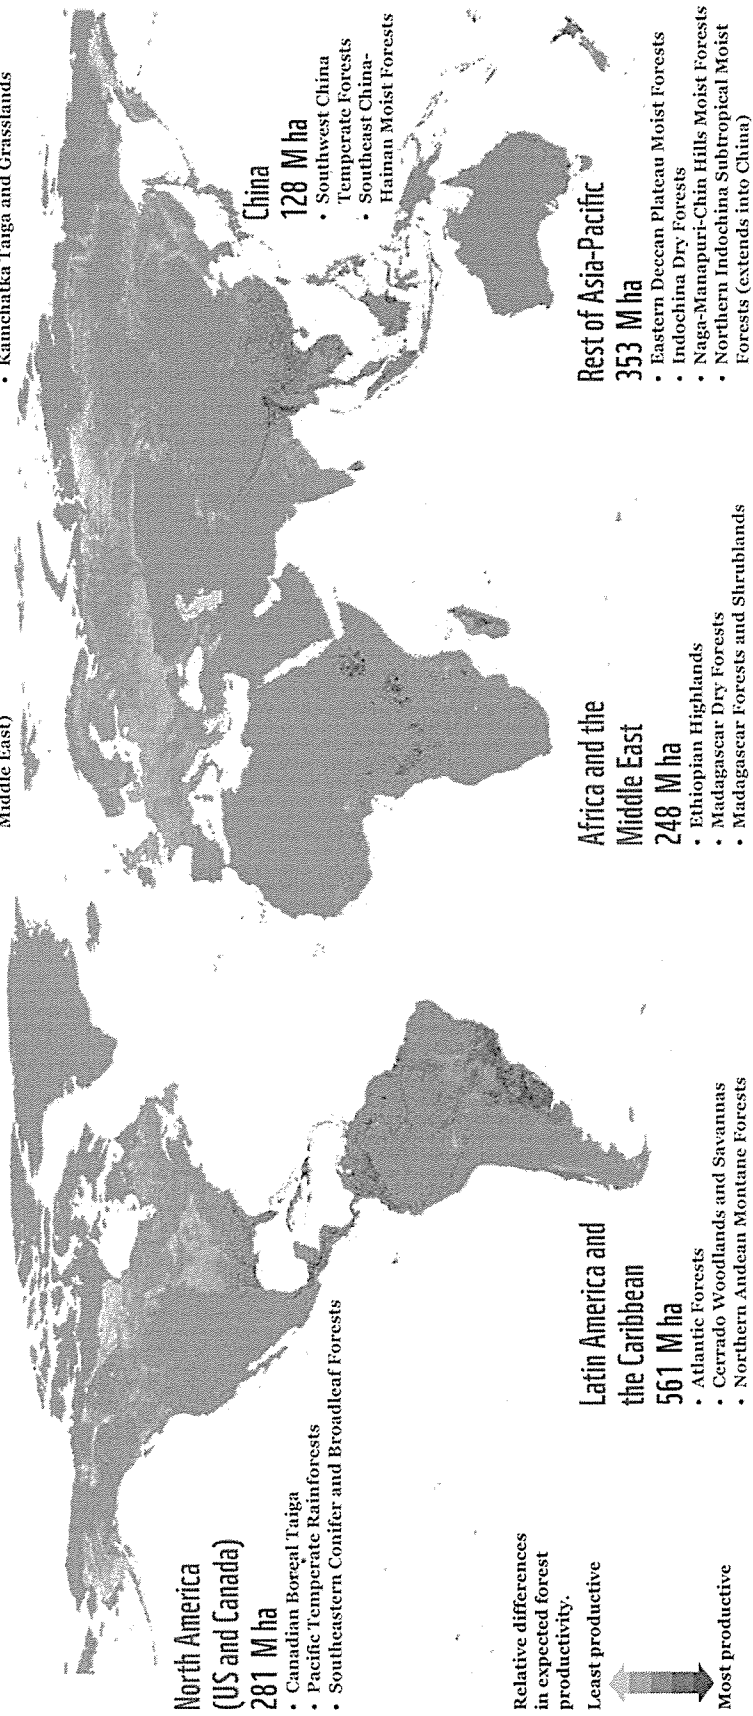 • Kamchatka Taiga and Grasslands
Middle East)
North America
(US and Canada)
281 M ha
• Canadian Boreal Taiga
• Pacific Temperate Rainforests
• Southeastern Conifer and Broadleaf Forests
China
128 M ha
• Southwest China
Temperate Forests
• Southeast China-
Hainan Moist Forests
Relative differences
in expected forest
productivity.
Least productive
Most productive
Latin America and
the Caribbean
561 M ha
• Atlantic Forests
• Cerrado Woodlands and Savannas
• Northern Andean Montane Forests
Africa and the
Middle East
248 M ha
• Ethiopian Highlands
• Madagascar Dry Forests
• Madagascar Forests and Shrublands
Rest of Asia-Pacific
353 M ha
• Eastern Deccan Plateau Moist Forests
• Indochina Dry Forests
• Naga-Manapuri-Chin Hills Moist Forests
• Northern Indochina Subtropical Moist
Forests (extends into China)